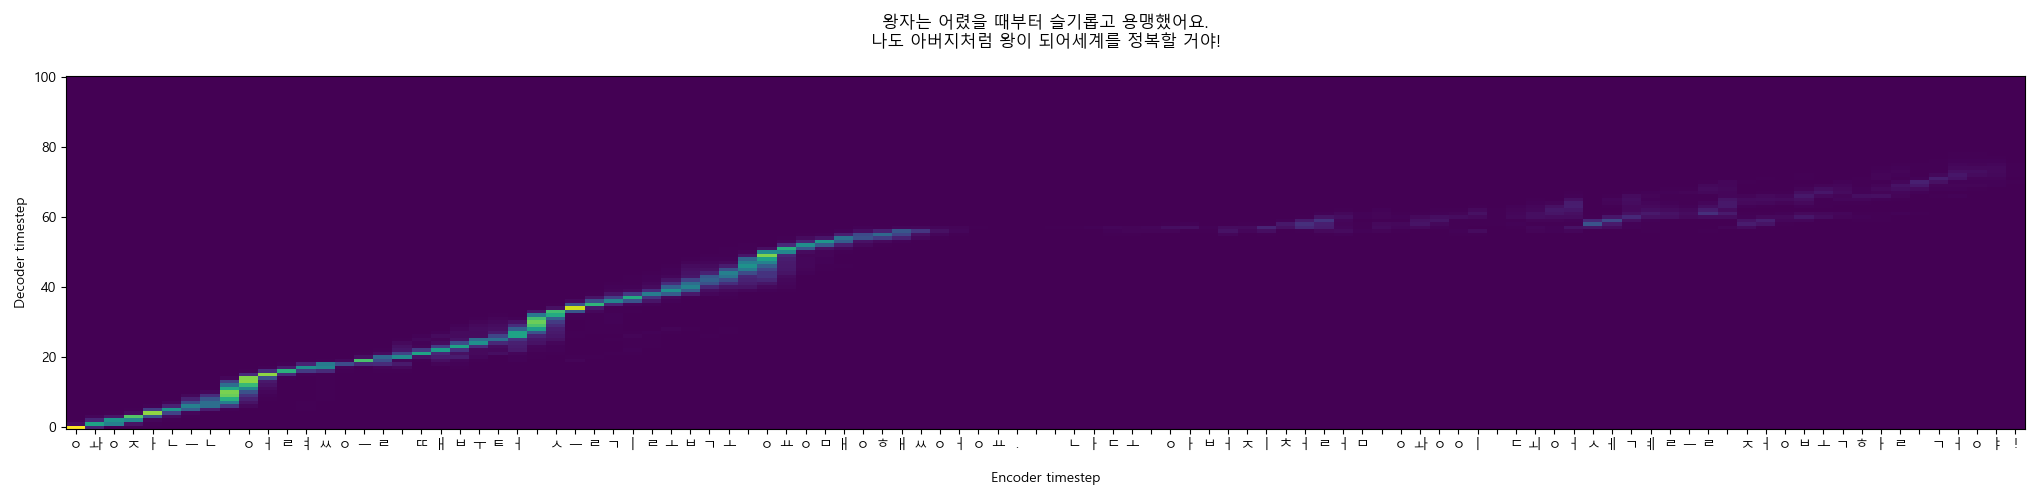 왕자는 어렸을 때부터 슬기롭고 용맹했어요.
나도 아버지처럼 왕이 되어세계를 정복할 거야!
100
80
60
40
20
0
Decoder timestep
ㅇ ㅘ ㅇ ㅈ ㅏ ㄴ ㅡ ㄴ ㅇ ㅓ ㄹ ㅕ ㅆ ㅇ ㅡ ㄹ ㄸ ㅐ ㅂ ㅜ ㅌ ㅓ ㅅ ㅡ ㄹ ㄱ ㅣ ㄹ ㅗ ㅂ ㄱ ㅗ ㅇ ㅛ ㅇ ㅁ ㅐ ㅇ ㅎ ㅐ ㅆ ㅇ ㅓ ㅇ ㅛ . ㄴ ㅏ ㄷ ㅗ ㅇ ㅏ ㅂ ㅓ ㅈ ㅣ ㅊ ㅓ ㄹ ㅓ ㅁ ㅇ ㅘ ㅇ ㅇ ㅣ ㄷ ㅚ ㅇ ㅓ ㅅ ㅔ ㄱ ㅖ ㄹ ㅡ ㄹ ㅈ ㅓ ㅇ ㅂ ㅗ ㄱ ㅎ ㅏ ㄹ ㄱ ㅓ ㅇ ㅑ !
Encoder timestep